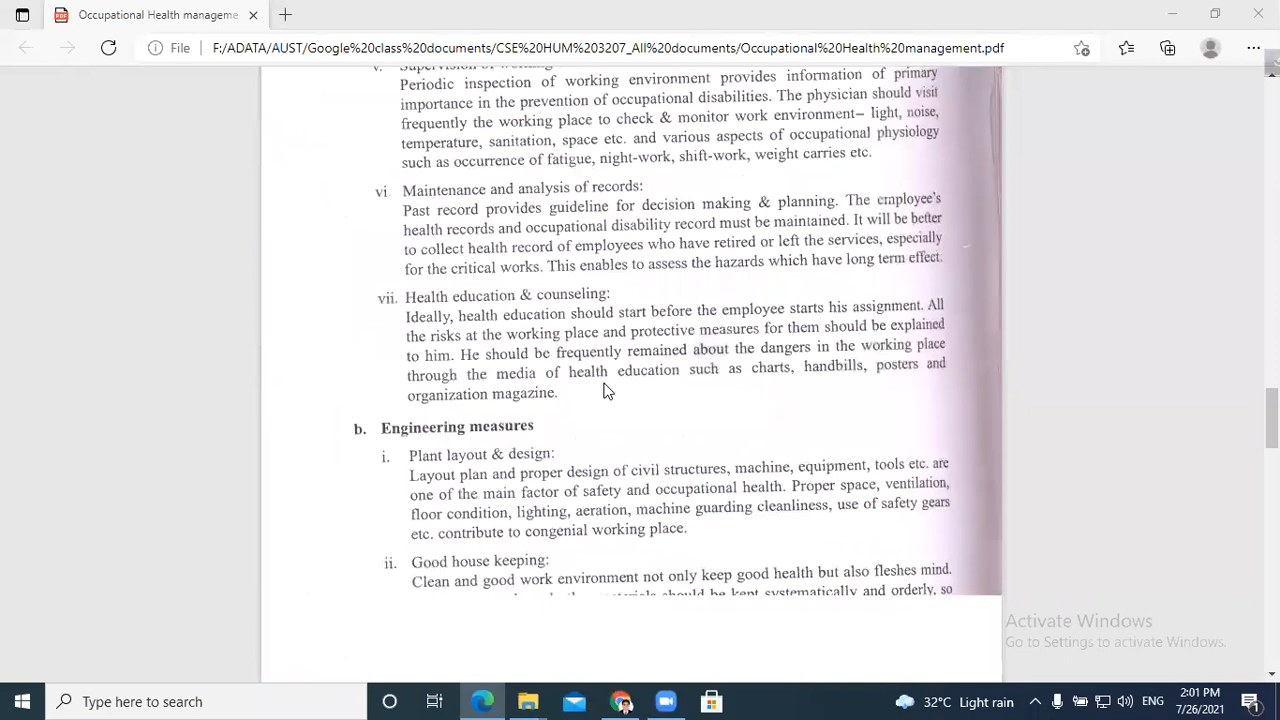 Occupational Health manageme
File
F:/ADATA/AUST/Google%20class%20documents/CSE%20HUM%203207_All%20documents/Occupational%20Health%20management.pdf
v. Supervision of working
Periodic inspection of working environment provides information of primary
importance in the prevention of occupational disabilities. The physician should visit
frequently the working place to check & monitor work environment– light, noise,
temperature, sanitation, space etc. and various aspects of occupational physiology
such as occurrence of fatigue, night-work, shift-work, weight carries etc.
vi. Maintenance and analysis of records:
Past record provides guideline for decision making & planning. The employee's
health records and occupational disability record must be maintained. It will be better
to collect health record of employees who have retired or left the services, especially
for the critical works. This enables to assess the hazards which have long term effect.
vii. Health education & counseling:
Ideally, health education should start before the employee starts his assignment. All
the risks at the working place and protective measures for them should be explained
to him. He should be frequently remained about the dangers in the working place
through the media of health education such as charts, handbills, posters and
organization magazine.
b. Engineering measures
i. Plant layout & design:
Layout plan and proper design of civil structures, machine, equipment, tools etc. are
one of the main factor of safety and occupational health. Proper space, ventilation,
floor condition, lighting, aeration, machine guarding cleanliness, use of safety gears
etc. contribute to congenial working place.
ii. Good house keeping:
Clean and good work environment not only keep good health but also fleshes mind.
materials should be kept systematically and orderly, so
Activate Windows
Go to Settings to activate Windows.
Type here to search
32°C Light rain
ENG
2:01 PM
7/26/2021